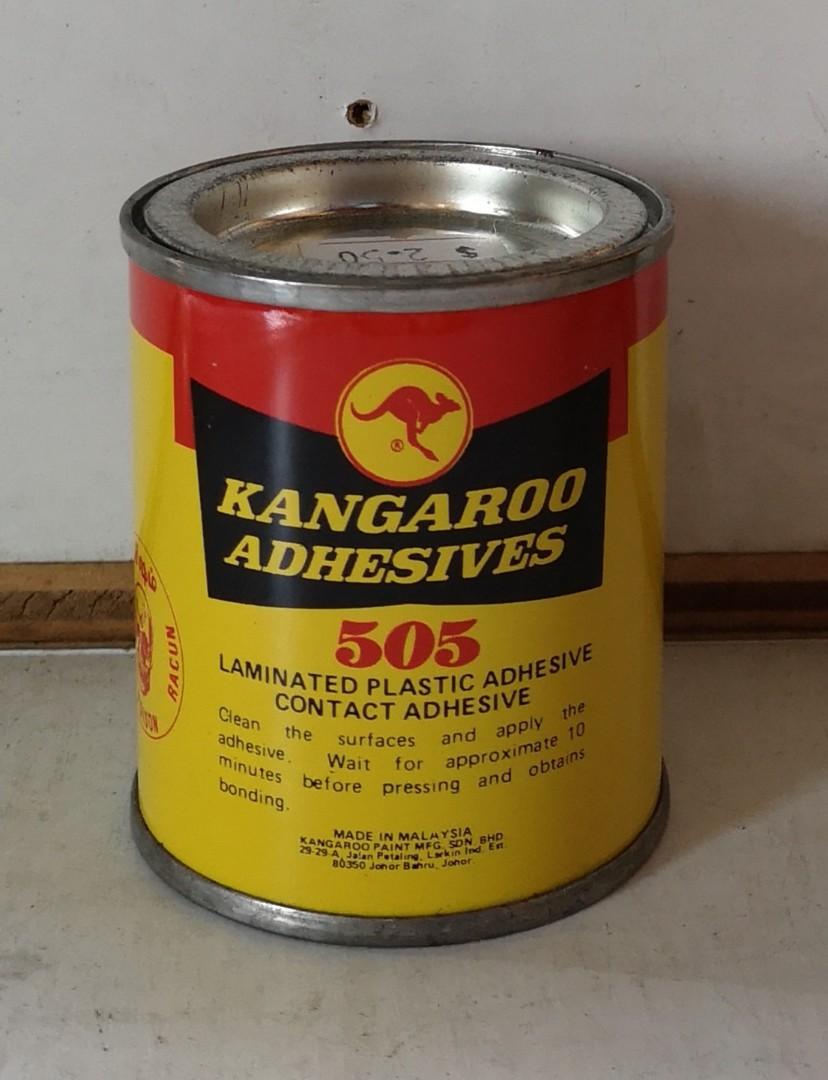 $ 2.50
®
KANGAROO
ADHESIVES
505
LAMINATED PLASTIC ADHESIVE
CONTACT ADHESIVE
Clean the surfaces and apply the
adhesive. Wait for approximate 10
minutes before pressing and obtains
bonding.
MADE IN MALAYSIA
KANGAROO PAINT MFG. SDN. BHD.
29-29-A, Jalan Petaling, Larkin Ind. Est.
80350 Johor Bahru, Johor.
RACUN